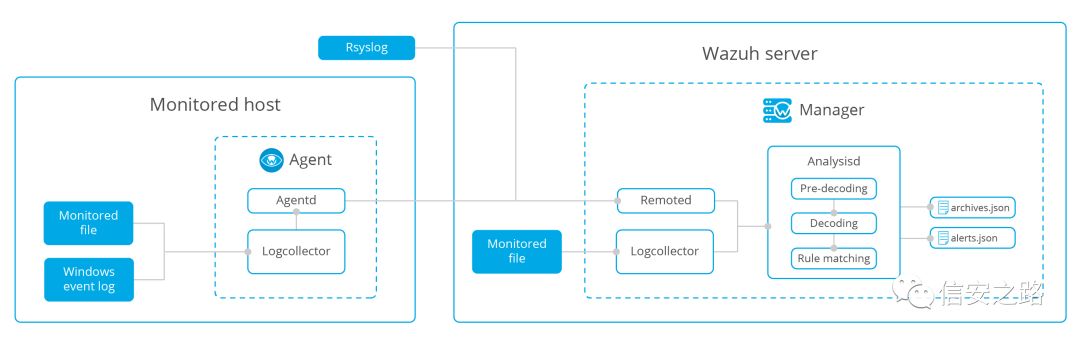 Rsyslog
Monitored host
Agent
Agentd
Logcollector
Monitored
file
Windows
event log
Wazuh server
Manager
Remoted
Monitored
file
Logcollector
Analysisd
Pre-decoding
Decoding
Rule matching
archives.json
alerts.json
信安之路